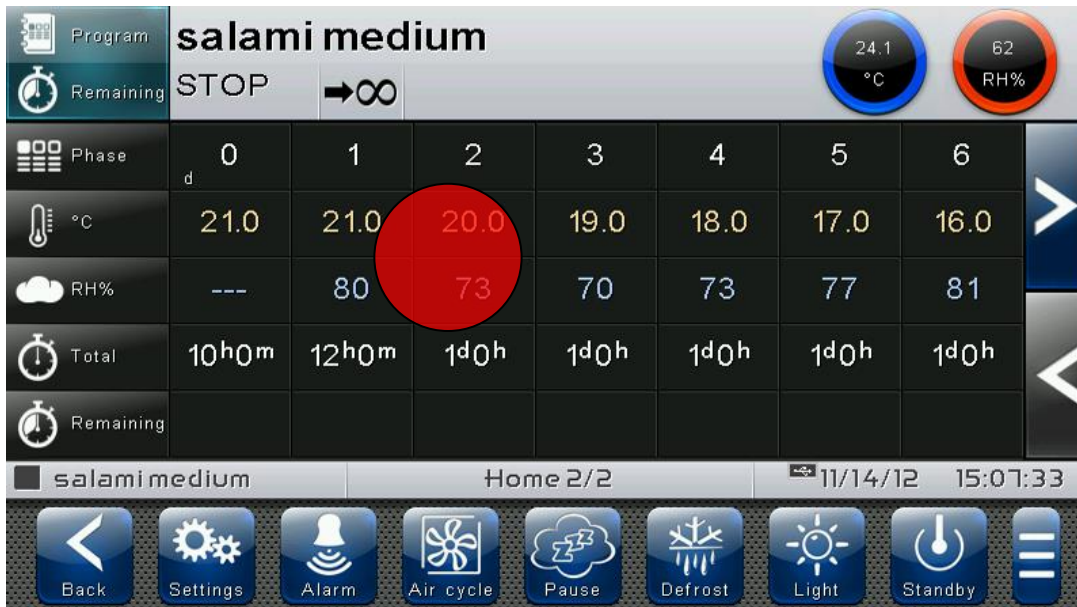 Program salami medium 24.1 °C 62 RH%
Remaining STOP ➡∞
Phase 0 d 1 2 3 4 5 6
°C 21.0 21.0 20.0 19.0 18.0 17.0 16.0
RH% --- 80 73 70 73 77 81
Total 10h0m 12h0m 1d0h 1d0h 1d0h 1d0h 1d0h
Remaining
salami medium Home 2/2 11/14/12 15:07:33
Back Settings Alarm Air cycle Pause Defrost Light Standby